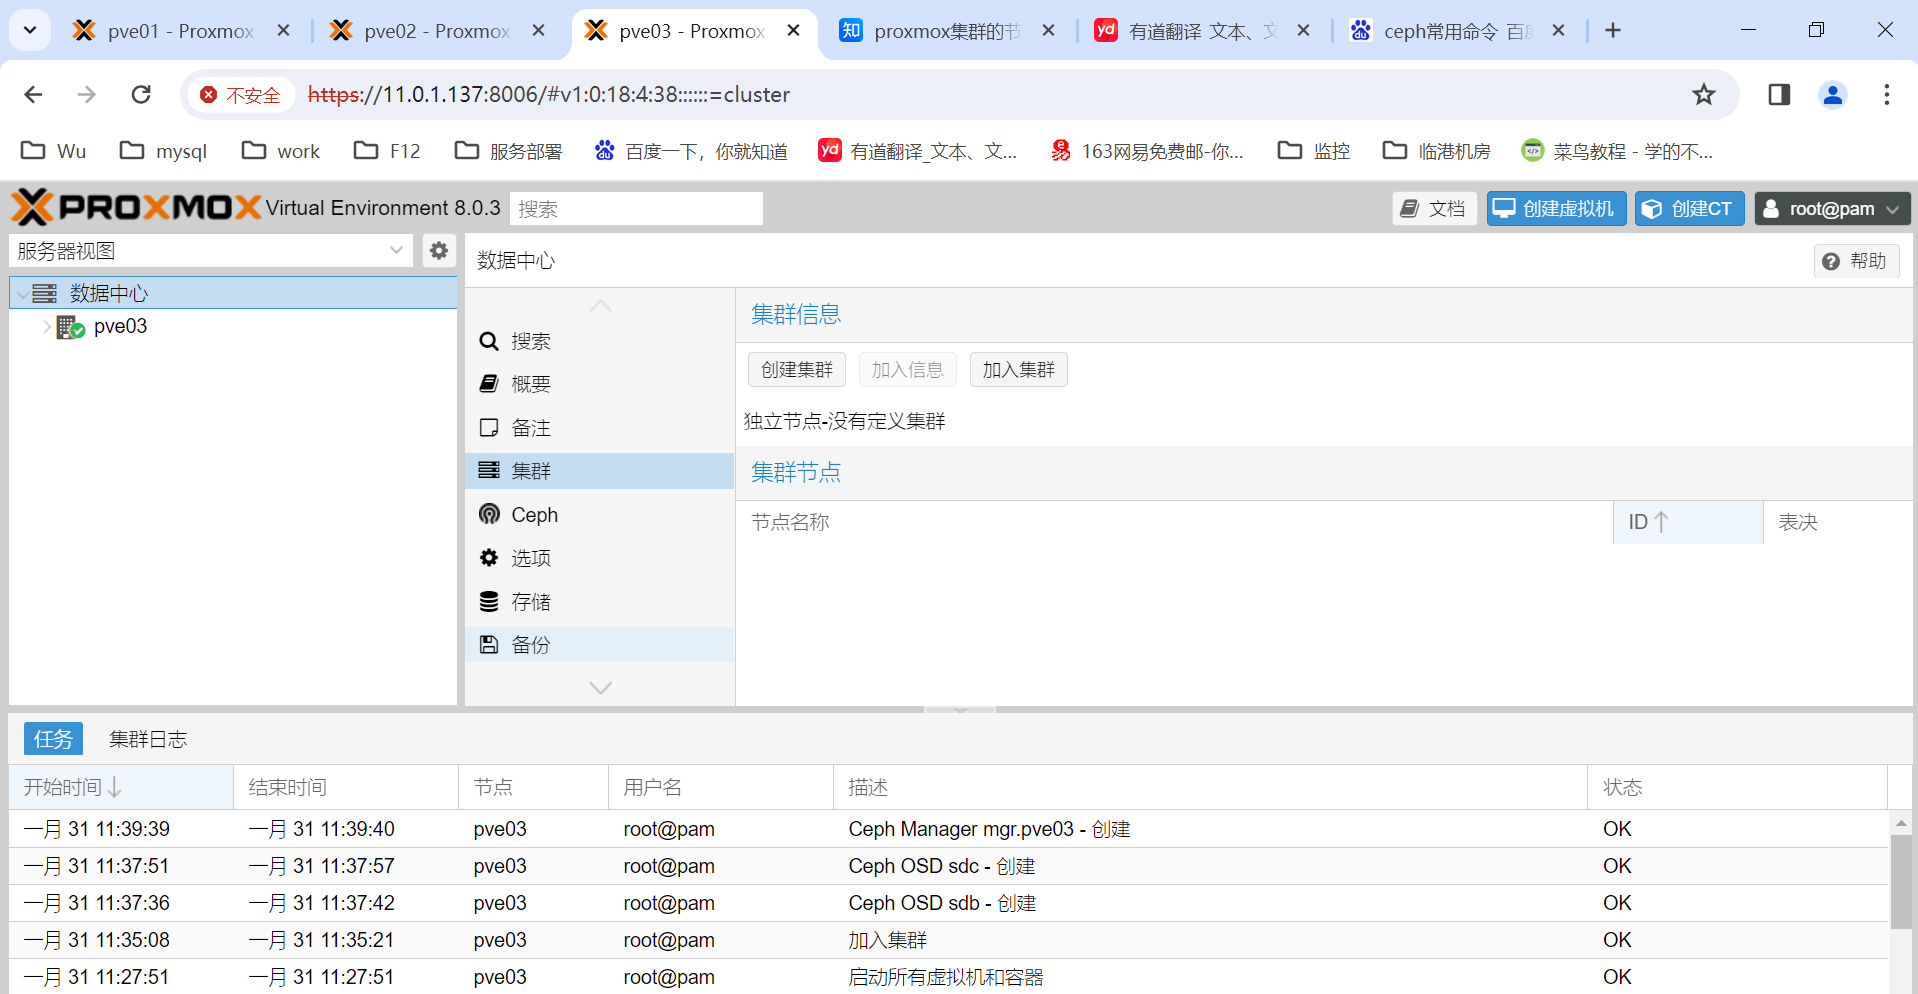 pve01 - Proxmox
pve02 - Proxmox
pve03 - Proxmox
知 proxmox集群的节
yd 有道翻译_文本、文
du ceph常用命令_百度
不安全 https://11.0.1.137:8006/#v1:0:18:4:38::::::=cluster
Wu mysql work F12 服务部署 du 百度一下，你就知道 yd 有道翻译_文本、文... 163网易免费邮-你... 监控 临港机房 菜鸟教程 - 学的不...
PROXMOX Virtual Environment 8.0.3 搜索 文档 创建虚拟机 创建CT root@pam
服务器视图
数据中心
pve03
数据中心 帮助
搜索
概要
备注
集群
Ceph
选项
存储
备份
集群信息
创建集群 加入信息 加入集群
独立节点-没有定义集群
集群节点
节点名称 ID 表决
任务 集群日志
开始时间 结束时间 节点 用户名 描述 状态
一月 31 11:39:39 一月 31 11:39:40 pve03 root@pam Ceph Manager mgr.pve03 - 创建 OK
一月 31 11:37:51 一月 31 11:37:57 pve03 root@pam Ceph OSD sdc - 创建 OK
一月 31 11:37:36 一月 31 11:37:42 pve03 root@pam Ceph OSD sdb - 创建 OK
一月 31 11:35:08 一月 31 11:35:21 pve03 root@pam 加入集群 OK
一月 31 11:27:51 一月 31 11:27:51 pve03 root@pam 启动所有虚拟机和容器 OK